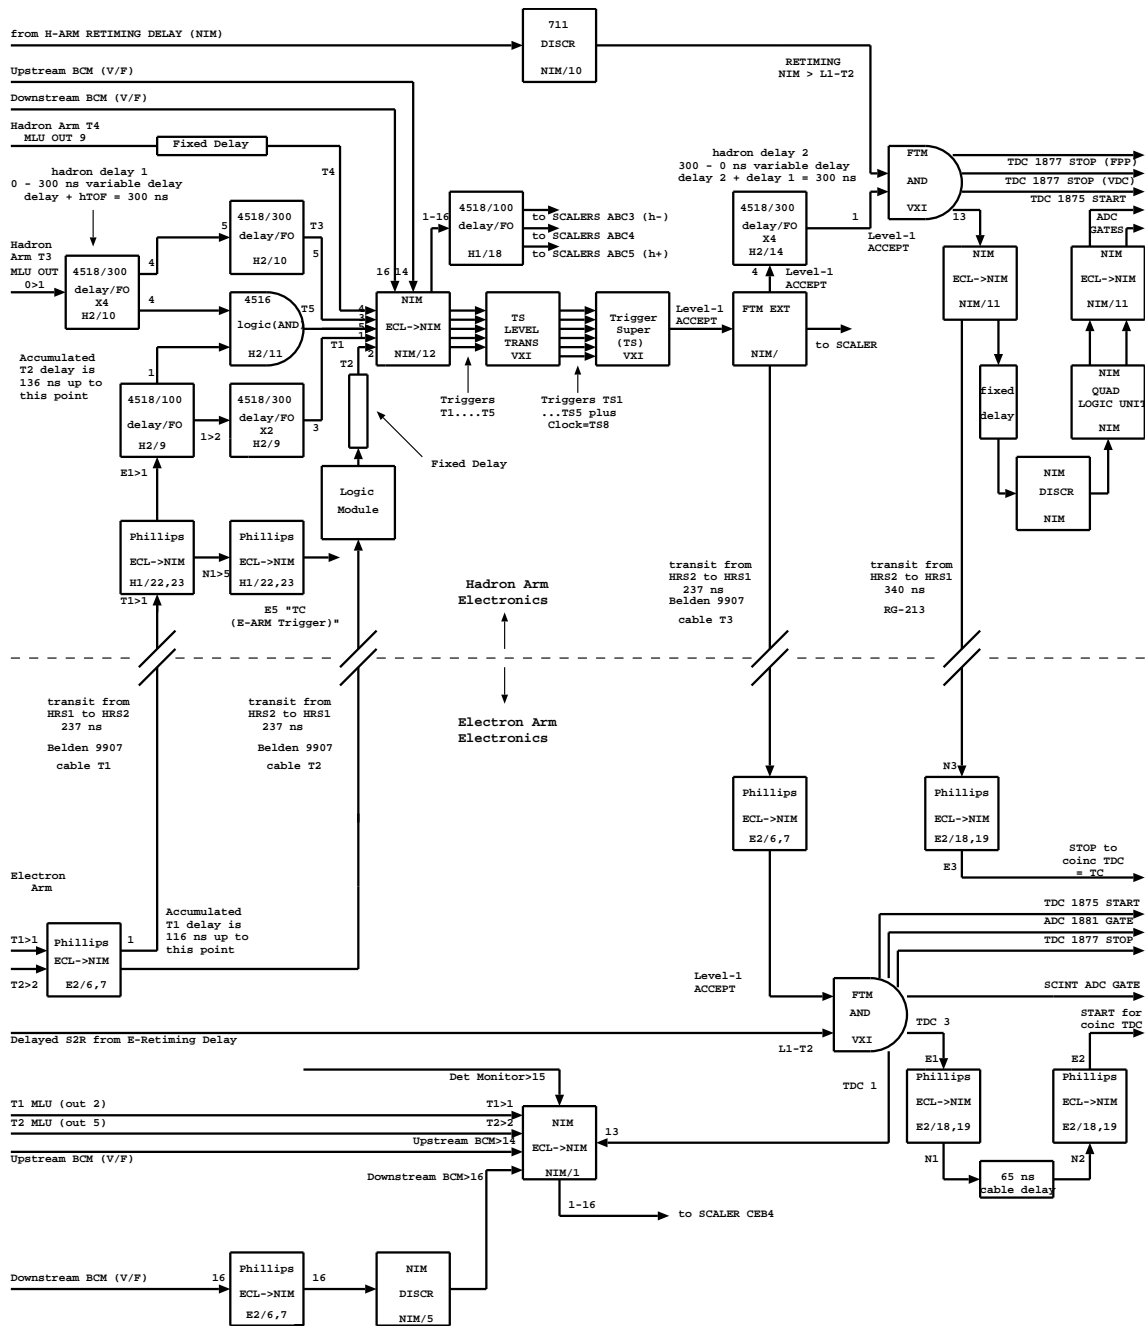 711
DISCR
NIM/10
from H-ARM RETIMING DELAY (NIM)
RETIMING
NIM > L1-T2
Upstream BCM (V/F)
Downstream BCM (V/F)
Hadron Arm T4
MLU OUT 9
Fixed Delay
T4
hadron delay 1
0 - 300 ns variable delay
delay + hTOF = 300 ns
hadron delay 2
300 - 0 ns variable delay
delay 2 + delay 1 = 300 ns
FTM
AND
VXI
13
TDC 1877 STOP (FPP)
TDC 1877 STOP (VDC)
TDC 1875 START
ADC
GATES
Hadron
Arm T3
MLU OUT
0>1
4518/300
delay/FO
X4
H2/10
4
4
5
4518/300
delay/FO
H2/10
T3
5
1-16
4518/100
delay/FO
H1/18
to SCALERS ABC3 (h-)
to SCALERS ABC4
to SCALERS ABC5 (h+)
4518/300
delay/FO
X4
H2/14
1
Level-1
ACCEPT
4
Level-1
ACCEPT
NIM
ECL->NIM
NIM/11
NIM
ECL->NIM
NIM/11
4516
logic(AND)
H2/11
T5
16 14
4
3
5
1
2
NIM
ECL->NIM
NIM/12
TS
LEVEL
TRANS
VXI
Trigger
Super
(TS)
VXI
Level-1
ACCEPT
FTM EXT
NIM/
to SCALER
T1
T2
Accumulated
T2 delay is
136 ns up to
this point
1
4518/100
delay/FO
H2/9
1>2
4518/300
delay/FO
X2
H2/9
3
Triggers
T1....T5
Triggers TS1
...TS5 plus
Clock=TS8
Fixed Delay
fixed
delay
NIM
QUAD
LOGIC UNIT
NIM
E1>1
Logic
Module
NIM
DISCR
NIM
Phillips
ECL->NIM
H1/22,23
N1>5
Phillips
ECL->NIM
H1/22,23
T1>1
E5 "TC
(E-ARM Trigger)"
Hadron Arm
Electronics
transit from
HRS2 to HRS1
237 ns
Belden 9907
cable T3
transit from
HRS2 to HRS1
340 ns
RG-213
transit from
HRS1 to HRS2
237 ns
Belden 9907
cable T1
transit from
HRS2 to HRS1
237 ns
Belden 9907
cable T2
Electron Arm
Electronics
Phillips
ECL->NIM
E2/6,7
N3
Phillips
ECL->NIM
E2/18,19
E3
STOP to
coinc TDC
= TC
Electron
Arm
Accumulated
T1 delay is
116 ns up to
this point
T1>1
T2>2
Phillips
ECL->NIM
E2/6,7
1
TDC 1875 START
ADC 1881 GATE
TDC 1877 STOP
Level-1
ACCEPT
FTM
AND
VXI
SCINT ADC GATE
START for
coinc TDC
TDC 3
Delayed S2R from E-Retiming Delay
L1-T2
TDC 1
Det Monitor>15
E1
Phillips
ECL->NIM
E2/18,19
N1
E2
Phillips
ECL->NIM
E2/18,19
N2
65 ns
cable delay
T1 MLU (out 2)
T1>1
T2 MLU (out 5)
T2>2
Upstream BCM>14
Upstream BCM (V/F)
Downstream BCM>16
NIM
ECL->NIM
NIM/1
13
1-16
to SCALER CEB4
Downstream BCM (V/F)
16
Phillips
ECL->NIM
E2/6,7
16
NIM
DISCR
NIM/5